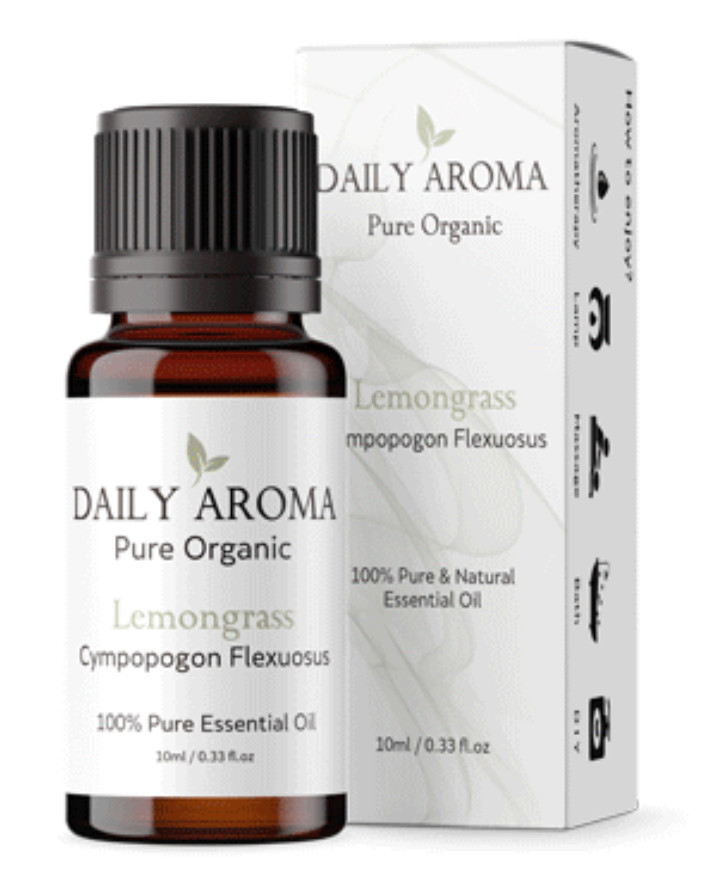 DAILY AROMA
Pure Organic
Lemongrass
Cympopogon Flexuosus
100% Pure Essential Oil
10ml / 0.33 fl.oz
DAILY AROMA
Pure Organic
Lemongrass
mpopogon Flexuosus
100% Pure & Natural
Essential Oil
10ml / 0.33 fl.oz
How to enjoy?
Aromatherapy
Lamp
Massage
Bath
DIY